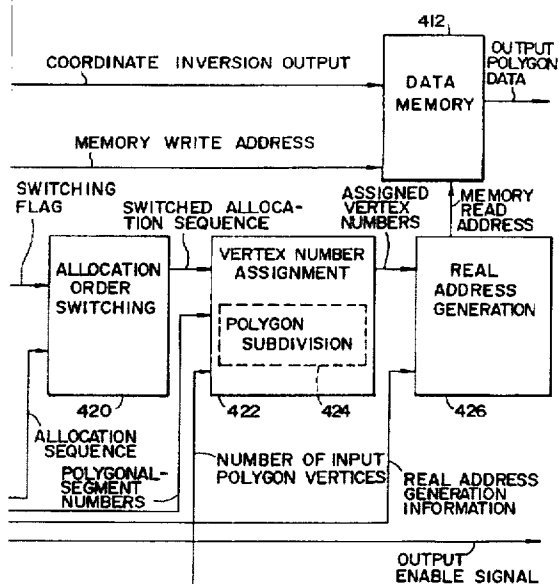 412
COORDINATE INVERSION OUTPUT
DATA
MEMORY
OUTPUT
POLYGON
DATA
MEMORY WRITE ADDRESS
SWITCHING
FLAG
SWITCHED ALLOCA-
TION SEQUENCE
ASSIGNED
VERTEX
NUMBERS
MEMORY
READ
ADDRESS
ALLOCATION
ORDER
SWITCHING
VERTEX NUMBER
ASSIGNMENT
POLYGON
SUBDIVISION
REAL
ADDRESS
GENERATION
420
422
424
426
ALLOCATION
SEQUENCE
POLYGONAL-
SEGMENT
NUMBERS
NUMBER OF INPUT
POLYGON VERTICES
REAL ADDRESS
GENERATION
INFORMATION
OUTPUT
ENABLE SIGNAL